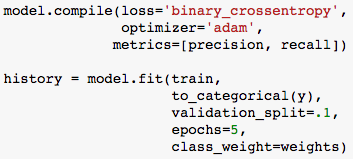 model.compile(loss='binary_crossentropy',
              optimizer='adam',
             metrics=[precision, recall])

history = model.fit(train,
                    to_categorical(y),
                    validation_split=.1,
                    epochs=5,
                    class_weight=weights)